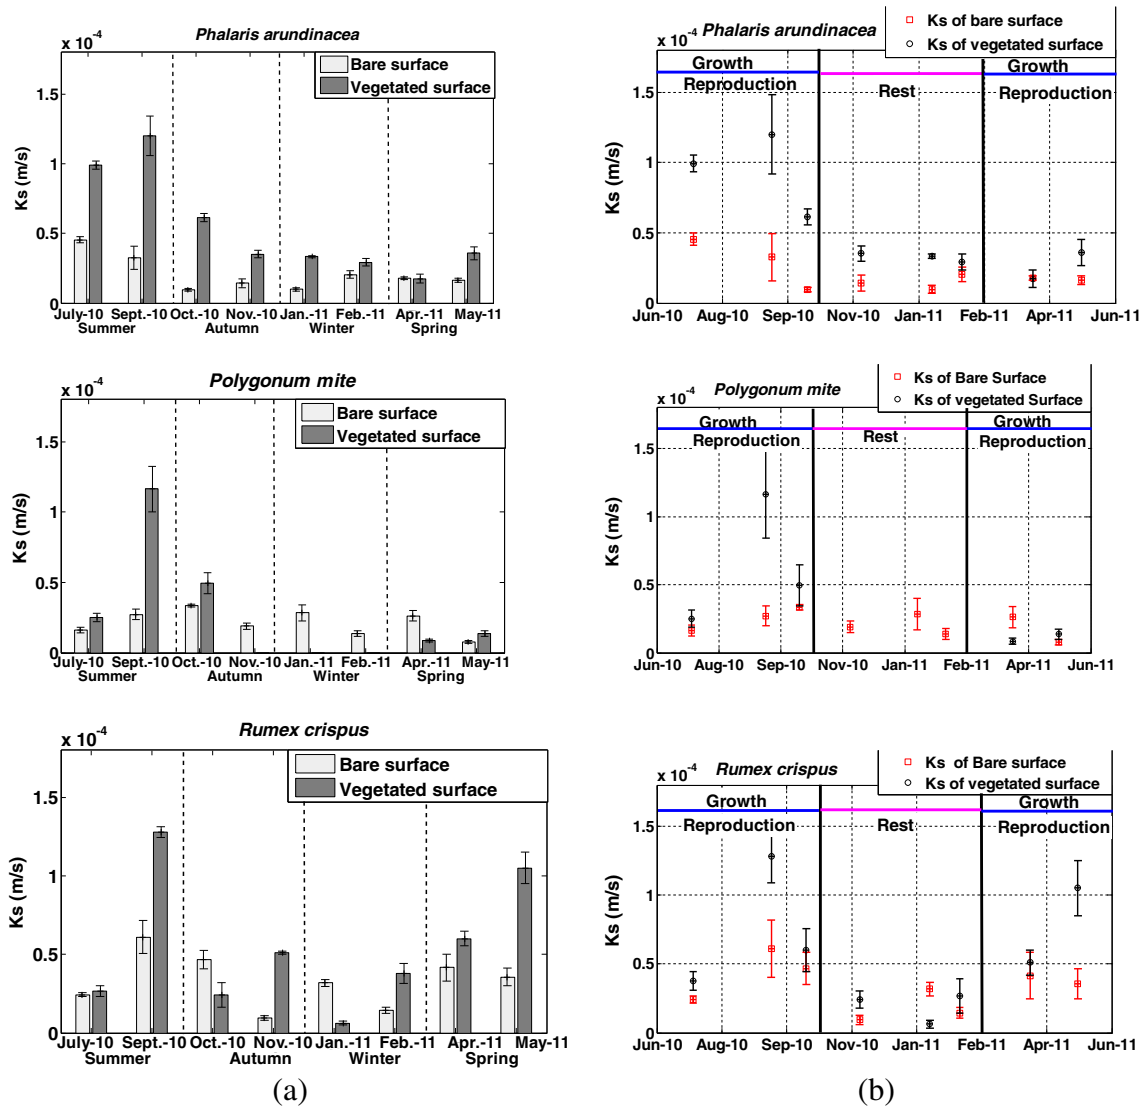 x 10⁻⁴
Phalaris arundinacea
Bare surface
Vegetated surface
1.5
1
0.5
0
Ks (m/s)
July-10 Sept.-10 Oct.-10 Nov.-10 Jan.-11 Feb.-11 Apr.-11 May-11
Summer Autumn Winter Spring
Ks of bare surface
Ks of vegetated surface
x 10⁻⁴
Phalaris arundinacea
Growth Growth
Reproduction Rest Reproduction
1.5
1
0.5
0
Ks (m/s)
Jun-10 Aug-10 Sep-10 Nov-10 Jan-11 Feb-11 Apr-11 Jun-11
x 10⁻⁴
Polygonum mite
Bare surface
Vegetated surface
1.5
1
0.5
0
Ks (m/s)
July-10 Sept.-10 Oct.-10 Nov.-10 Jan.-11 Feb.-11 Apr.-11 May-11
Summer Autumn Winter Spring
Ks of Bare Surface
Ks of vegetated Surface
x 10⁻⁴
Polygonum mite
Growth Growth
Reproduction Rest Reproduction
1.5
1
0.5
0
Ks (m/s)
Jun-10 Aug-10 Sep-10 Nov-10 Jan-11 Feb-11 Apr-11 Jun-11
x 10⁻⁴
Rumex crispus
Bare surface
Vegetated surface
1.5
1
0.5
0
Ks (m/s)
July-10 Sept.-10 Oct.-10 Nov.-10 Jan.-11 Feb.-11 Apr.-11 May-11
Summer Autumn Winter Spring
Ks of Bare surface
Ks of vegetated surface
x 10⁻⁴
Rumex crispus
Growth Growth
Reproduction Rest Reproduction
1.5
1
0.5
0
Ks (m/s)
Jun-10 Aug-10 Sep-10 Nov-10 Jan-11 Feb-11 Apr-11 Jun-11
(a) (b)